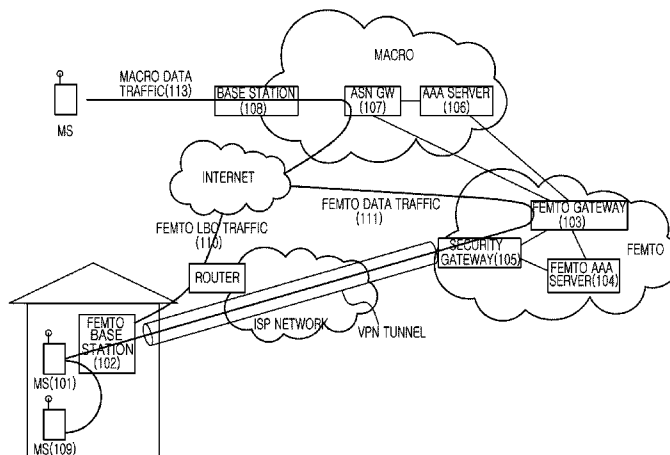 MACRO
MACRO DATA
TRAFFIC(113)
BASE STATION
(108)
ASN GW
(107)
AAA SERVER
(106)
MS
INTERNET
FEMTO DATA TRAFFIC
(111)
FEMTO GATEWAY
(103)
FEMTO LBO TRAFFIC
(110)
SECURITY
GATEWAY(105)
FEMTO
FEMTO AAA
SERVER(104)
ROUTER
ISP NETWORK
VPN TUNNEL
FEMTO
BASE
STATION
(102)
MS(101)
MS(109)